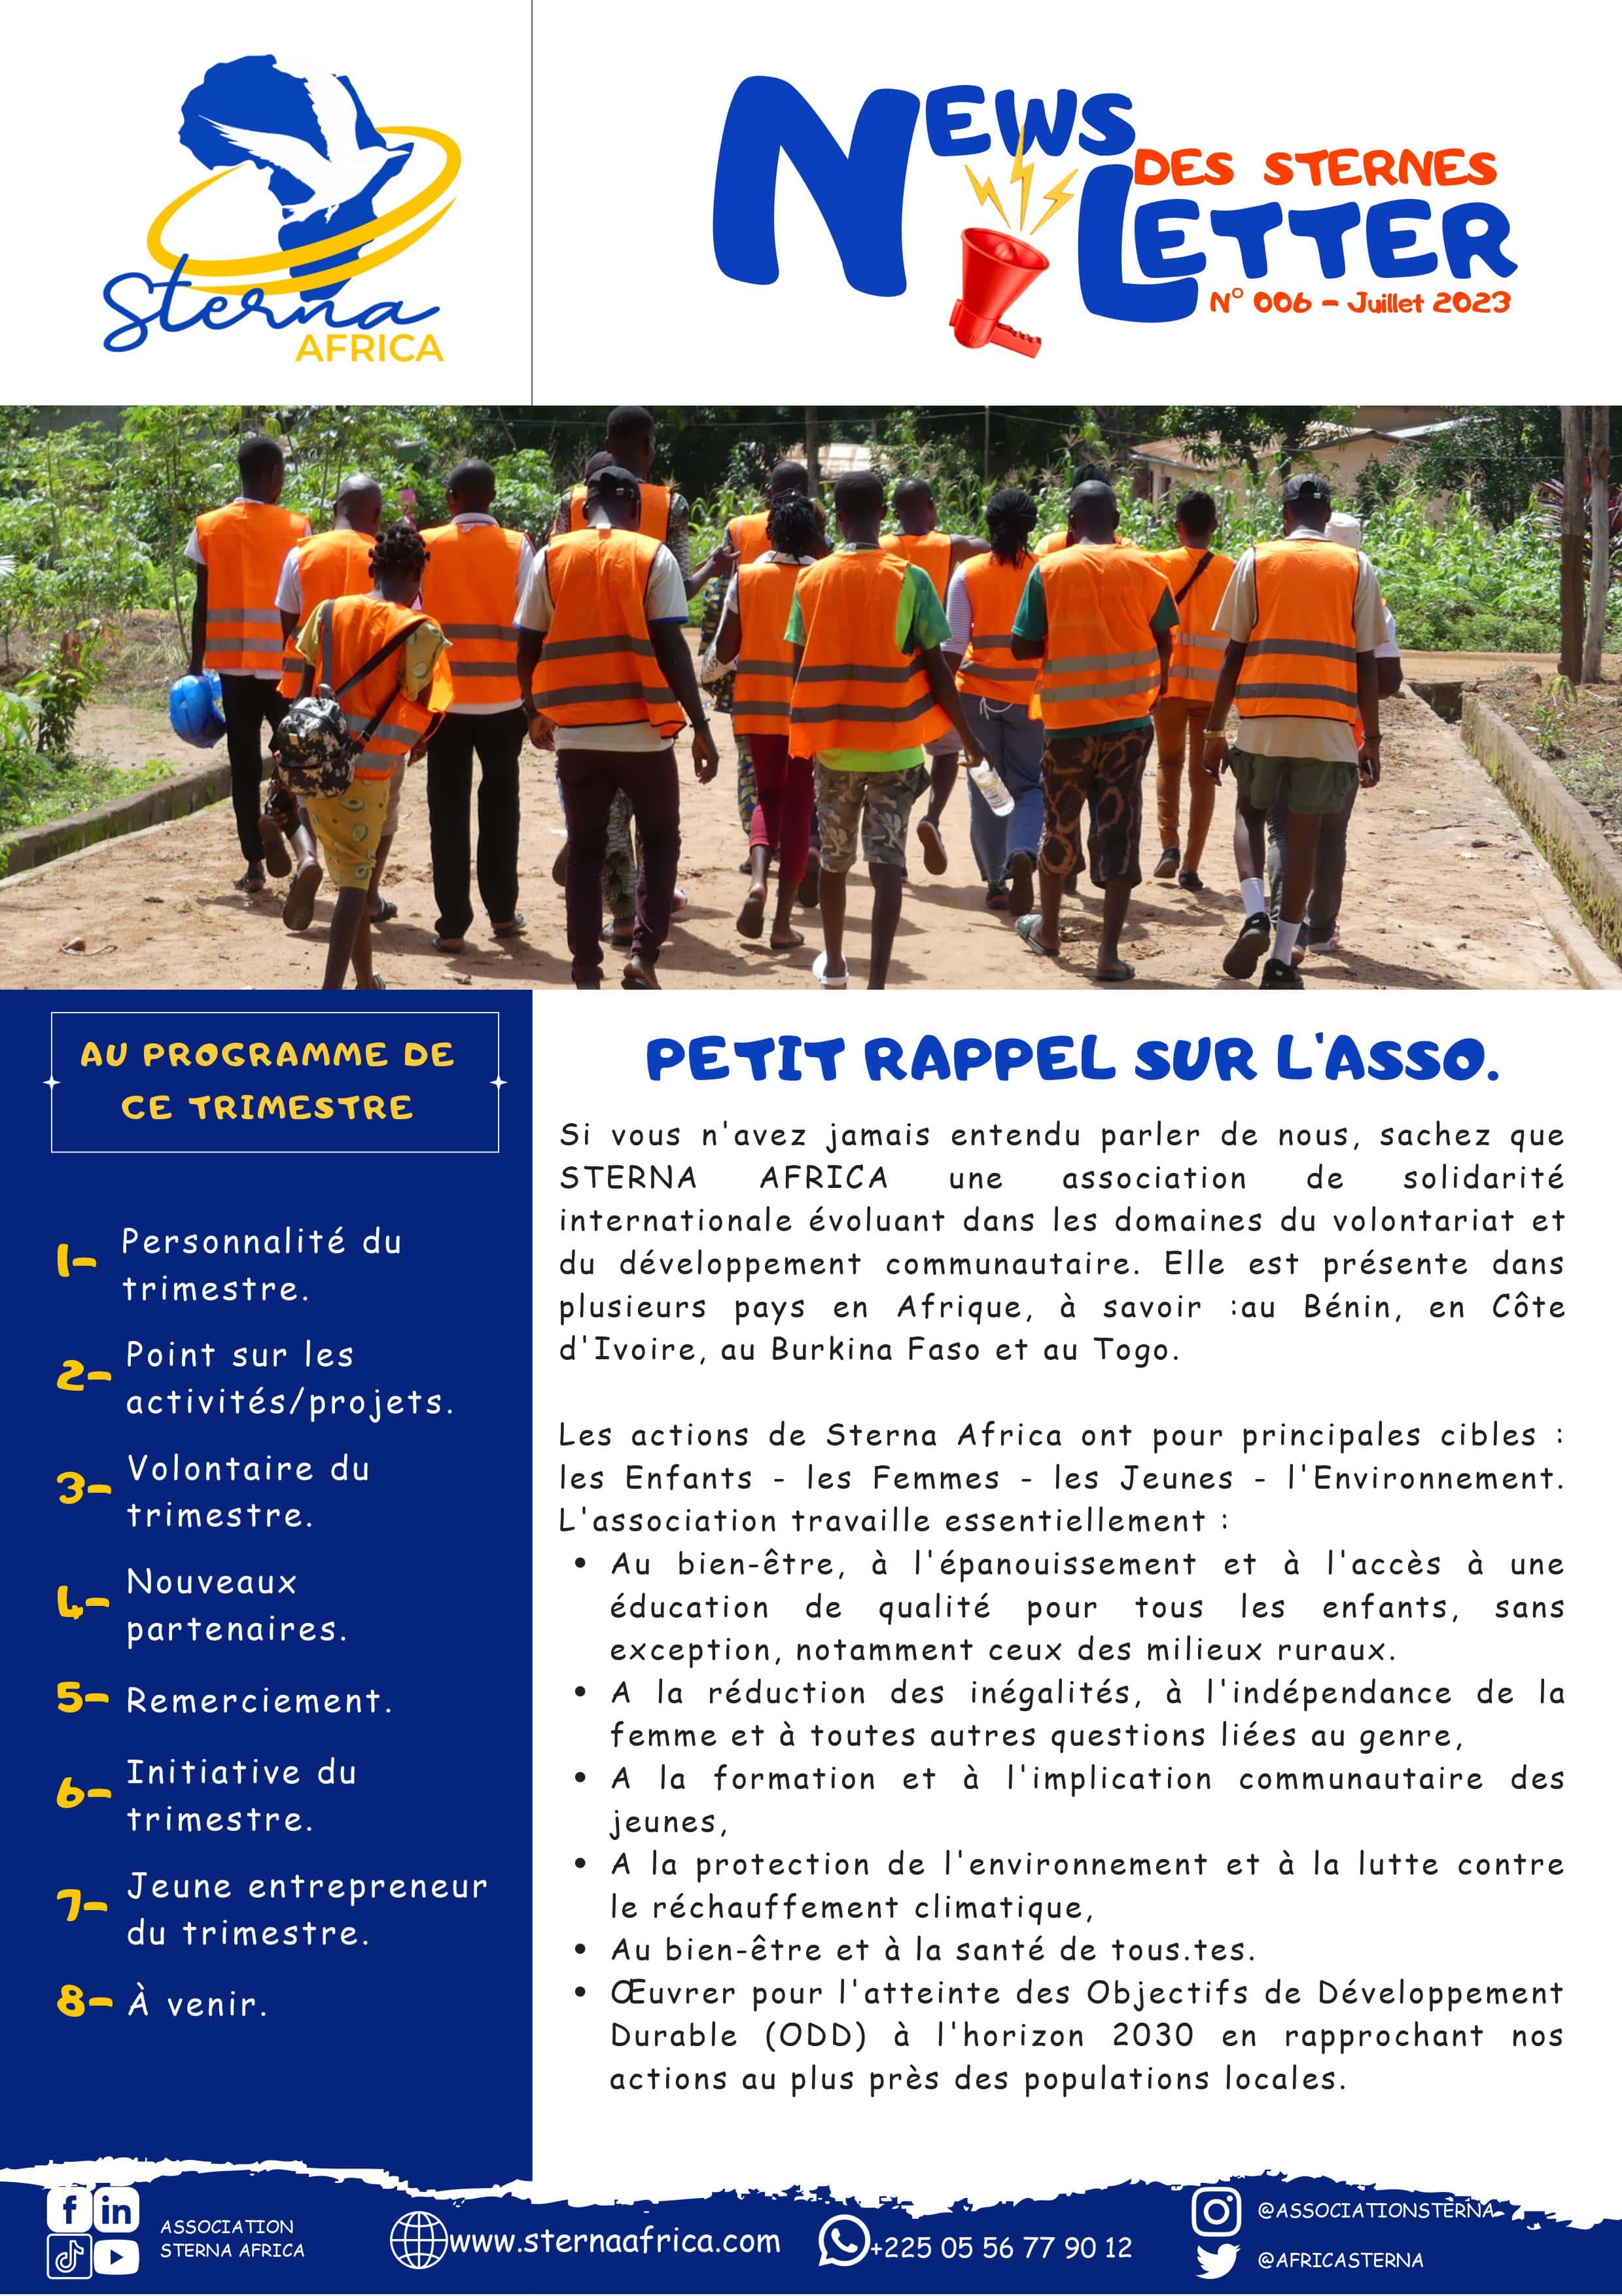 Sterna
AFRICA
NEWS
DES STERNES
LETTER
N° 006 - Juillet 2023
AU PROGRAMME DE
CE TRIMESTRE
1- Personnalité du
trimestre.
2- Point sur les
activités/projets.
3- Volontaire du
trimestre.
4- Nouveaux
partenaires.
5- Remerciement.
6- Initiative du
trimestre.
7- Jeune entrepreneur
du trimestre.
8- À venir.
PETIT RAPPEL SUR L'ASSO.
Si vous n'avez jamais entendu parler de nous, sachez que
STERNA AFRICA une association de solidarité
internationale évoluant dans les domaines du volontariat et
du développement communautaire. Elle est présente dans
plusieurs pays en Afrique, à savoir :au Bénin, en Côte
d'Ivoire, au Burkina Faso et au Togo.
Les actions de Sterna Africa ont pour principales cibles :
les Enfants - les Femmes - les Jeunes - l'Environnement.
L'association travaille essentiellement :
• Au bien-être, à l'épanouissement et à l'accès à une
éducation de qualité pour tous les enfants, sans
exception, notamment ceux des milieux ruraux.
• A la réduction des inégalités, à l'indépendance de la
femme et à toutes autres questions liées au genre,
• A la formation et à l'implication communautaire des
jeunes,
• A la protection de l'environnement et à la lutte contre
le réchauffement climatique,
• Au bien-être et à la santé de tous.tes.
• Œuvrer pour l'atteinte des Objectifs de Développement
Durable (ODD) à l'horizon 2030 en rapprochant nos
actions au plus près des populations locales.
ASSOCIATION
STERNA AFRICA
www.sternaafrica.com
+225 05 56 77 90 12
@ASSOCIATIONSTERNA
@AFRICASTERNA